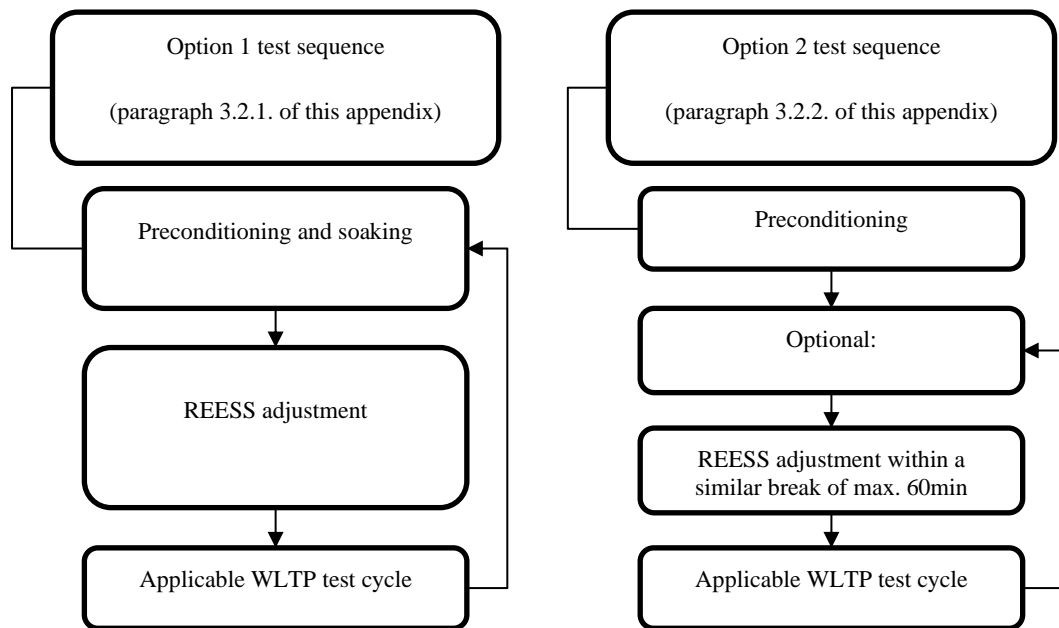 Option 1 test sequence
(paragraph 3.2.1. of this appendix)
Preconditioning and soaking
REESS adjustment
Applicable WLTP test cycle
Option 2 test sequence
(paragraph 3.2.2. of this appendix)
Preconditioning
Optional:
REESS adjustment within a
similar break of max. 60min
Applicable WLTP test cycle